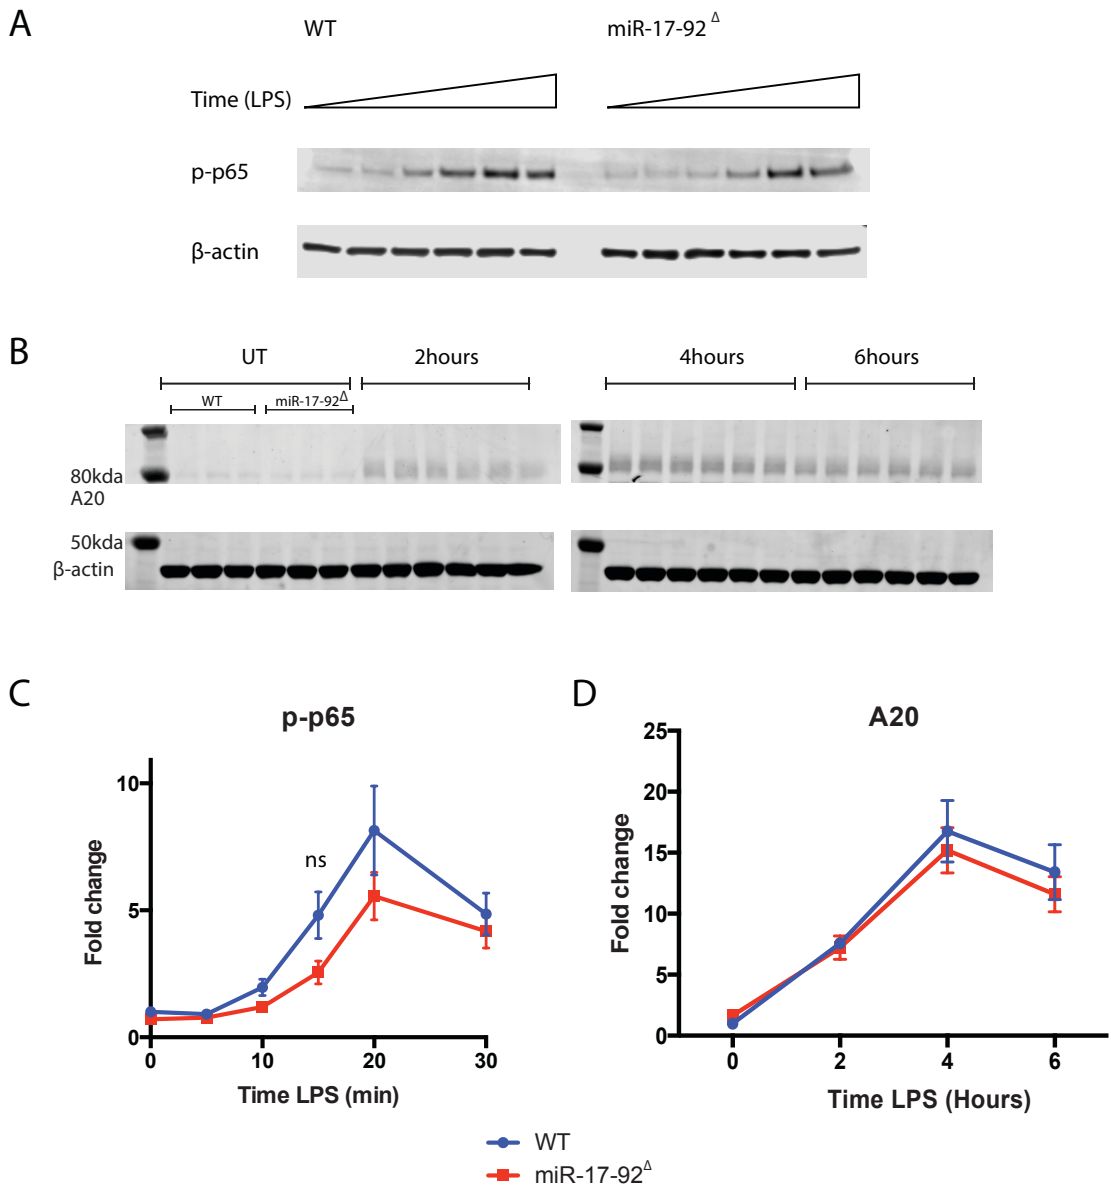 A
WT miR-17-92 Δ
Time (LPS)
p-p65
β-actin
B
UT 2hours 4hours 6hours
WT miR-17-92Δ
80kda
A20
50kda
β-actin
C
p-p65
10
5
0
Fold change
ns
0 10 20 30
Time LPS (min)
D
A20
25
20
15
10
5
0
Fold change
0 2 4 6
Time LPS (Hours)
WT
miR-17-92Δ